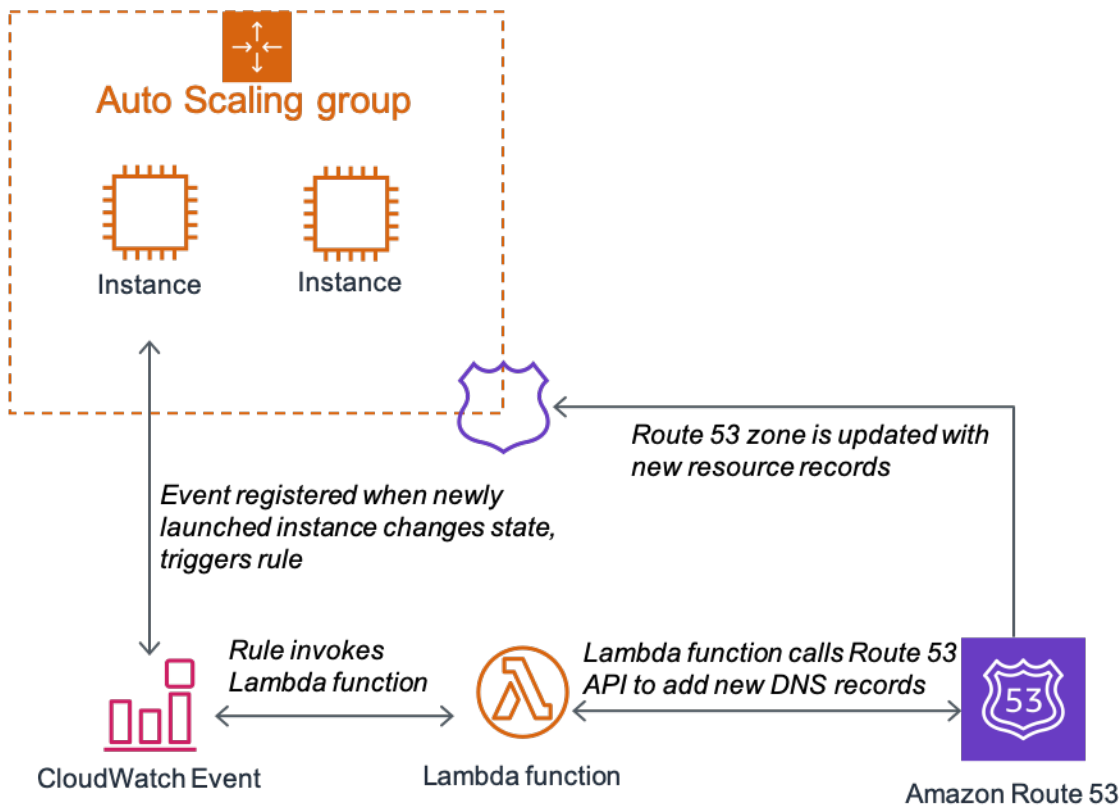 Auto Scaling group
Instance
Instance
Route 53 zone is updated with
new resource records
Event registered when newly
launched instance changes state,
triggers rule
Rule invokes
Lambda function
Lambda function calls Route 53
API to add new DNS records
53
CloudWatch Event
Lambda function
Amazon Route 53